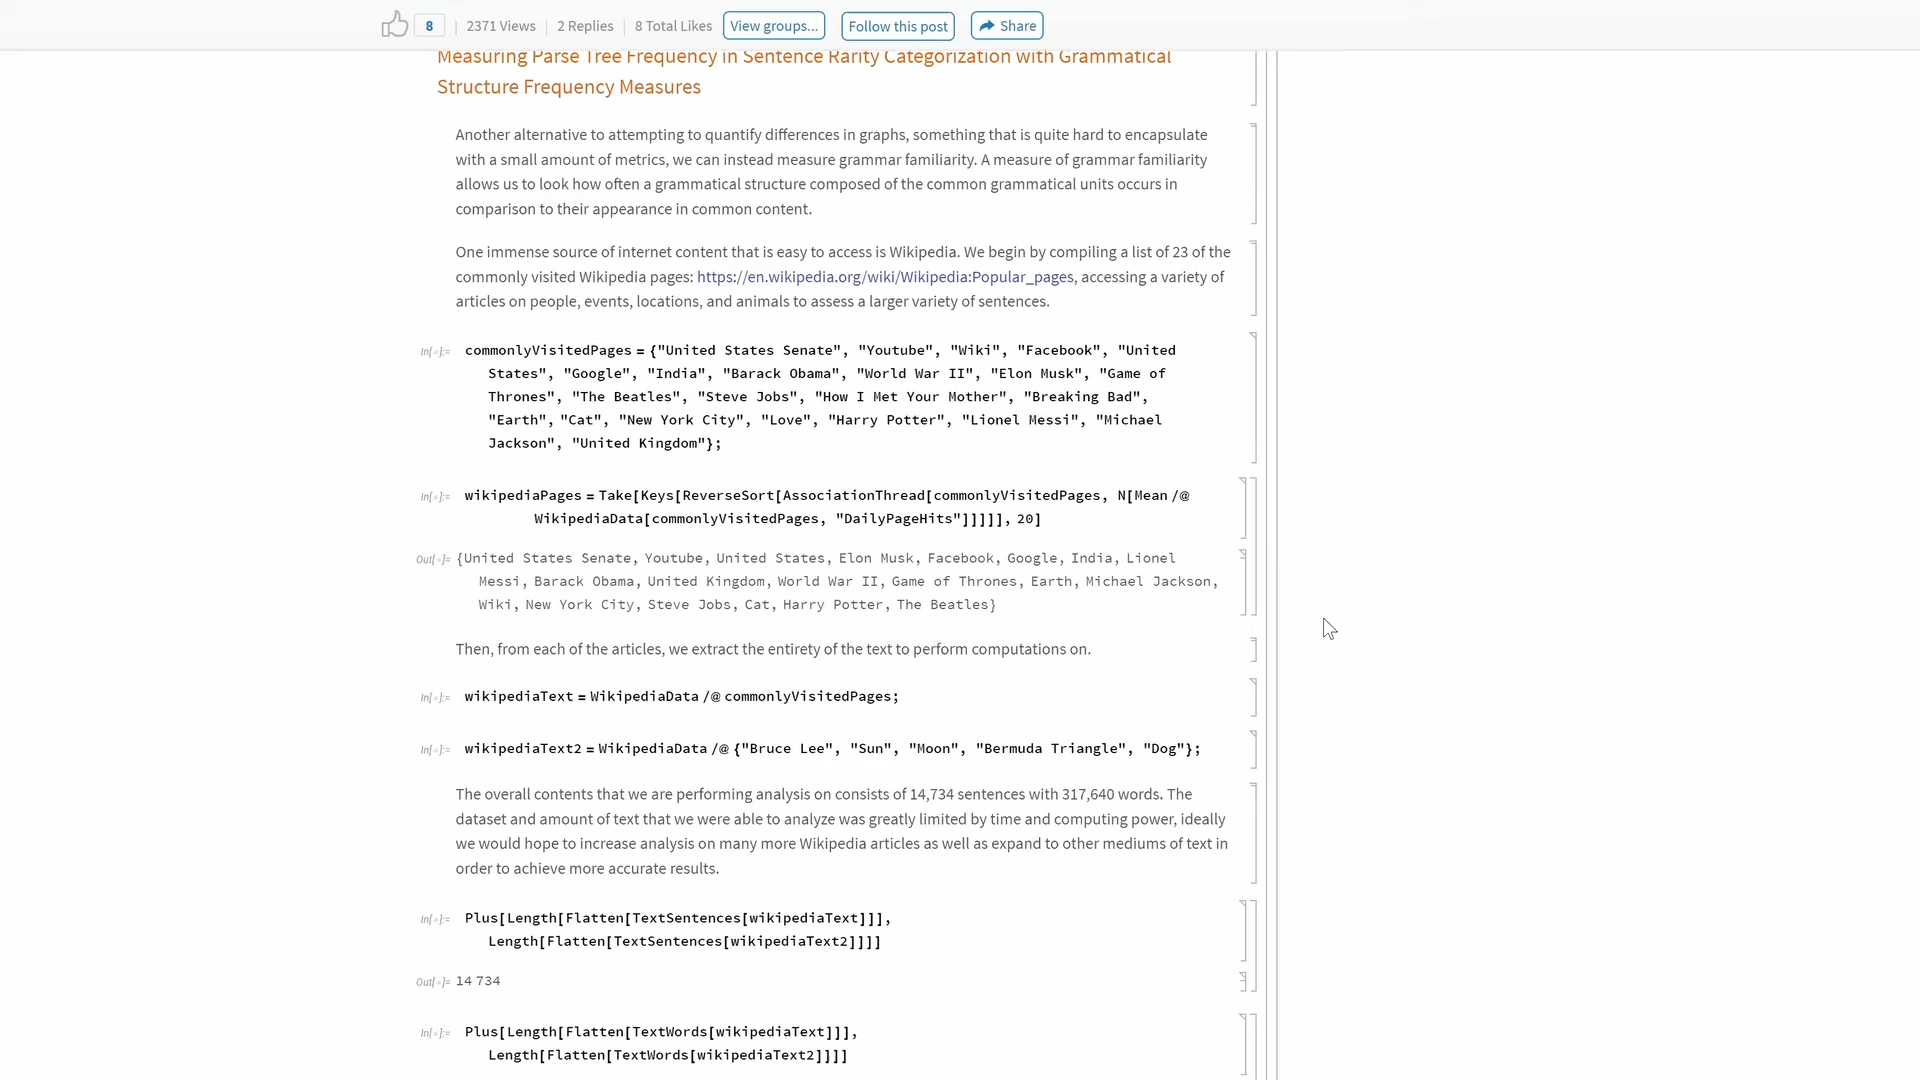 8 | 2371 Views | 2 Replies | 8 Total Likes View groups... Follow this post Share
Measuring Parse Tree Frequency in Sentence Rarity Categorization with Grammatical
Structure Frequency Measures
Another alternative to attempting to quantify differences in graphs, something that is quite hard to encapsulate
with a small amount of metrics, we can instead measure grammar familiarity. A measure of grammar familiarity
allows us to look how often a grammatical structure composed of the common grammatical units occurs in
comparison to their appearance in common content.
One immense source of internet content that is easy to access is Wikipedia. We begin by compiling a list of 23 of the
commonly visited Wikipedia pages: https://en.wikipedia.org/wiki/Wikipedia:Popular_pages, accessing a variety of
articles on people, events, locations, and animals to assess a larger variety of sentences.
In[◦]:= commonlyVisitedPages = {"United States Senate", "Youtube", "Wiki", "Facebook", "United
States", "Google", "India", "Barack Obama", "World War II", "Elon Musk", "Game of
Thrones", "The Beatles", "Steve Jobs", "How I Met Your Mother", "Breaking Bad",
"Earth", "Cat", "New York City", "Love", "Harry Potter", "Lionel Messi", "Michael
Jackson", "United Kingdom"};
In[◦]:= wikipediaPages = Take[Keys[ReverseSort[AssociationThread[commonlyVisitedPages, N[Mean /@
WikipediaData[commonlyVisitedPages, "DailyPageHits"]]]]], 20]
Out[◦]= {United States Senate, Youtube, United States, Elon Musk, Facebook, Google, India, Lionel
Messi, Barack Obama, United Kingdom, World War II, Game of Thrones, Earth, Michael Jackson,
Wiki, New York City, Steve Jobs, Cat, Harry Potter, The Beatles}
Then, from each of the articles, we extract the entirety of the text to perform computations on.
In[◦]:= wikipediaText = WikipediaData /@ commonlyVisitedPages;
In[◦]:= wikipediaText2 = WikipediaData /@ {"Bruce Lee", "Sun", "Moon", "Bermuda Triangle", "Dog"};
The overall contents that we are performing analysis on consists of 14,734 sentences with 317,640 words. The
dataset and amount of text that we were able to analyze was greatly limited by time and computing power, ideally
we would hope to increase analysis on many more Wikipedia articles as well as expand to other mediums of text in
order to achieve more accurate results.
In[◦]:= Plus[Length[Flatten[TextSentences[wikipediaText]]],
Length[Flatten[TextSentences[wikipediaText2]]]]
Out[◦]= 14 734
In[◦]:= Plus[Length[Flatten[TextWords[wikipediaText]]],
Length[Flatten[TextWords[wikipediaText2]]]]